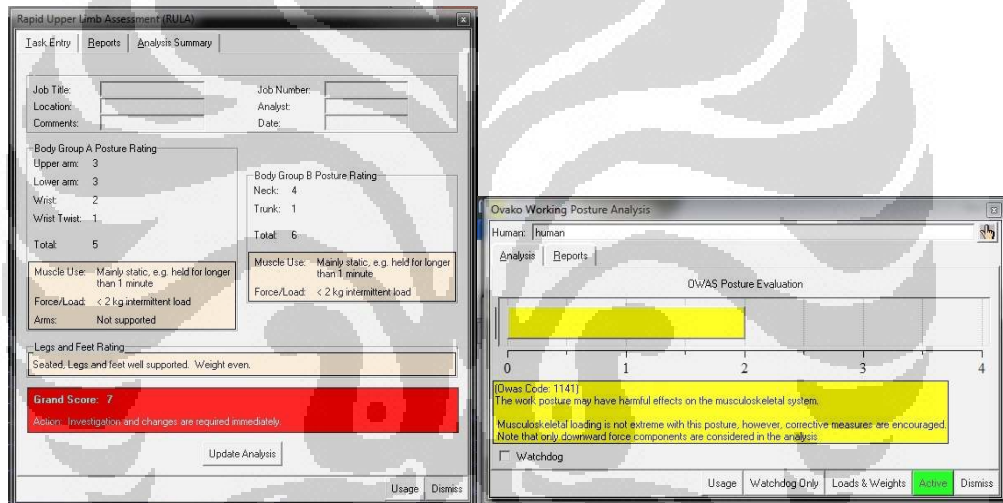 Rapid Upper Limb Assessment (RULA)
Task Entry Reports Analysis Summary
Job Title: Job Number:
Location: Analyst:
Comments: Date:
Body Group A Posture Rating
Upper arm: 3
Lower arm: 3
Wrist: 2
Wrist Twist: 1
Total: 5
Muscle Use: Mainly static, e.g. held for longer
than 1 minute
Force/Load: < 2 kg intermittent load
Arms: Not supported
Body Group B Posture Rating
Neck: 4
Trunk: 1
Total: 6
Muscle Use: Mainly static, e.g. held for longer
than 1 minute
Force/Load: < 2 kg intermittent load
Legs and Feet Rating
Seated, Legs and feet well supported. Weight even.
Grand Score: 7
Action: Investigation and changes are required immediately.
Update Analysis
Usage Dismiss
Ovako Working Posture Analysis
Human: human
Analysis Reports
OWAS Posture Evaluation
0 1 2 3 4
(Owas Code: 1141)
The work posture may have harmful effects on the musculoskeletal system.
Musculoskeletal loading is not extreme with this posture, however, corrective measures are encouraged.
Note that only downward force components are considered in the analysis
Watchdog
Usage Watchdog Only Loads & Weights Active Dismiss